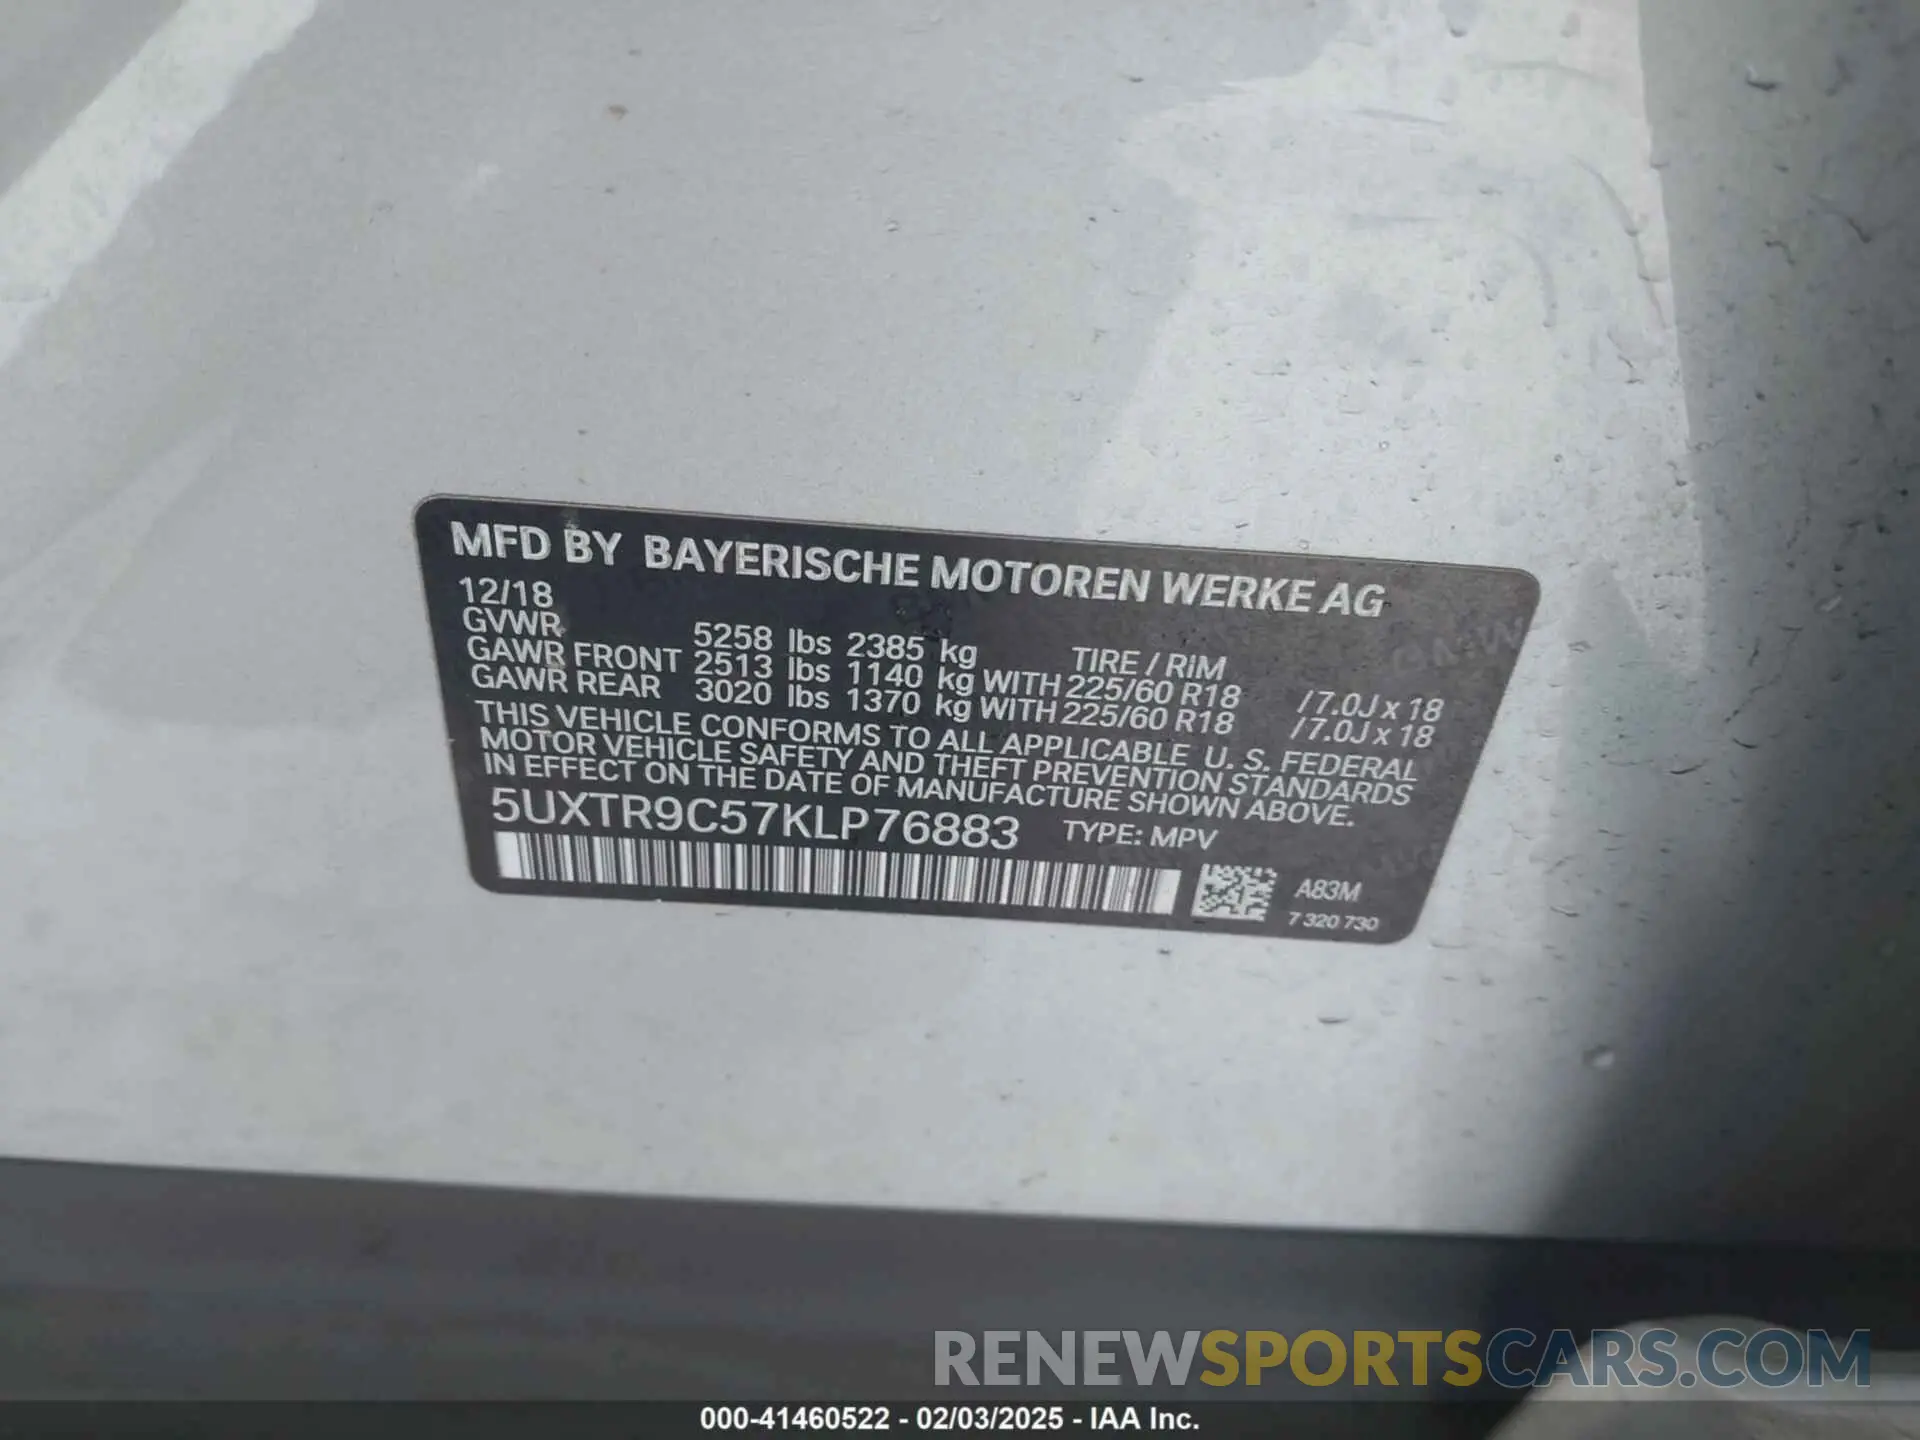 MFD BY BAYERISCHE MOTOREN WERKE AG
12/18
GVWR 5258 lbs 2385 kg TIRE / RIM
GAWR FRONT 2513 lbs 1140 kg WITH 225/60 R18 /7.0J x 18
GAWR REAR 3020 lbs 1370 kg WITH 225/60 R18 /7.0J x 18
THIS VEHICLE CONFORMS TO ALL APPLICABLE U. S. FEDERAL
MOTOR VEHICLE SAFETY AND THEFT PREVENTION STANDARDS
IN EFFECT ON THE DATE OF MANUFACTURE SHOWN ABOVE.
5UXTR9C57KLP76883 TYPE: MPV
A83M
7 320 730
RENEWSPORTSCARS.COM
000-41460522 - 02/03/2025 - IAA Inc.